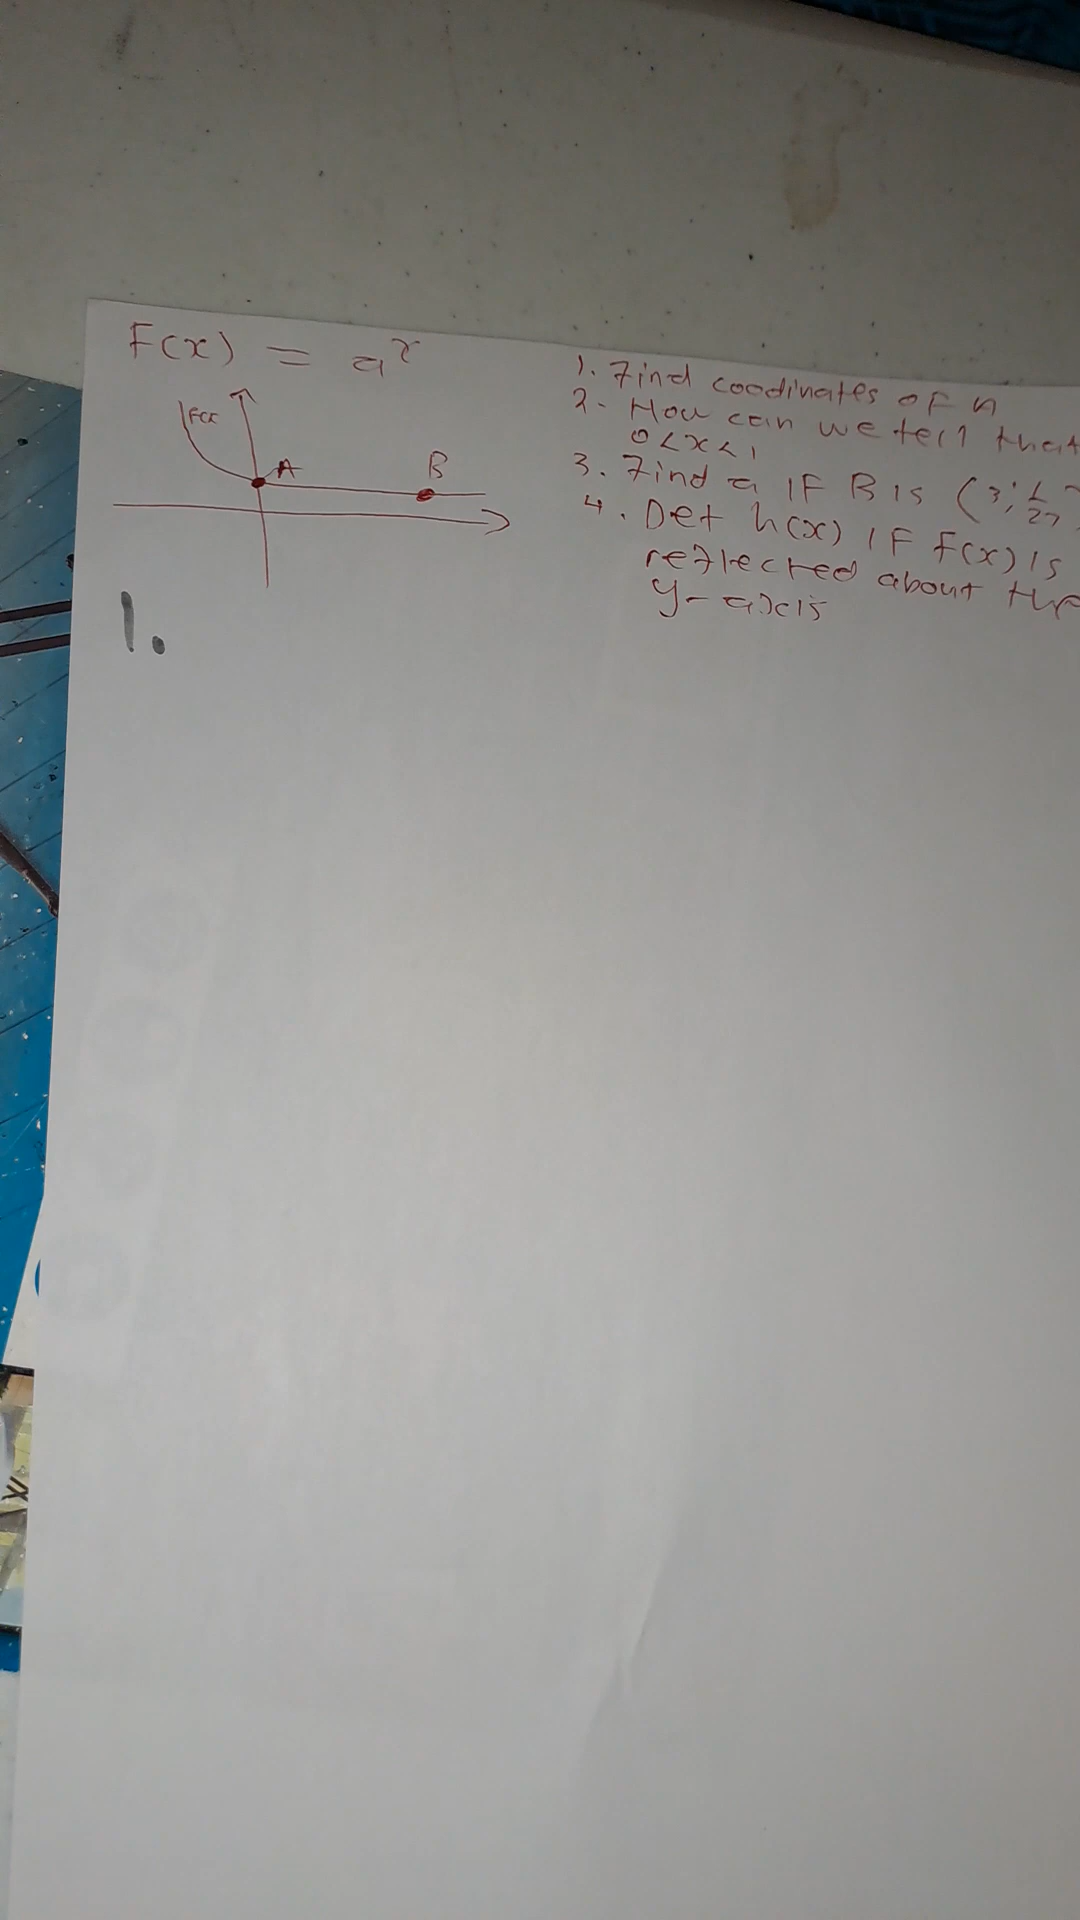 F(x) = a^x
F(x
A
B
1. Find coodinates of A
2. How can we tell that
0<x<1
3. Find a IF B is (3; 1/27)
4. Det h(x) IF F(x) is
reflected about the
y-axis
1.